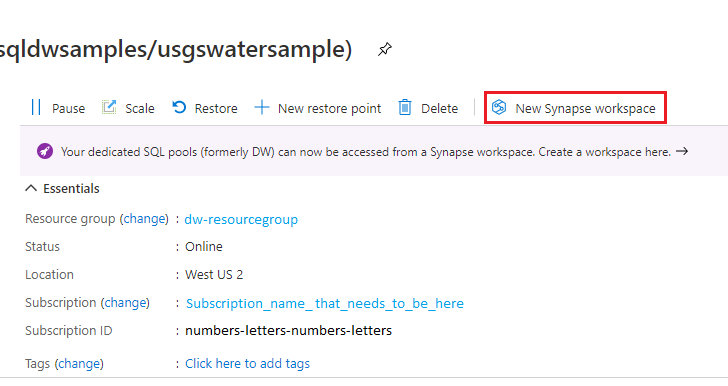 sqldwsamples/usgswatersample)
Pause Scale Restore New restore point Delete New Synapse workspace
Your dedicated SQL pools (formerly DW) can now be accessed from a Synapse workspace. Create a workspace here. →
Essentials
Resource group (change) : dw-resourcegroup
Status : Online
Location : West US 2
Subscription (change) : Subscription_name_that_needs_to_be_here
Subscription ID : numbers-letters-numbers-letters
Tags (change) : Click here to add tags